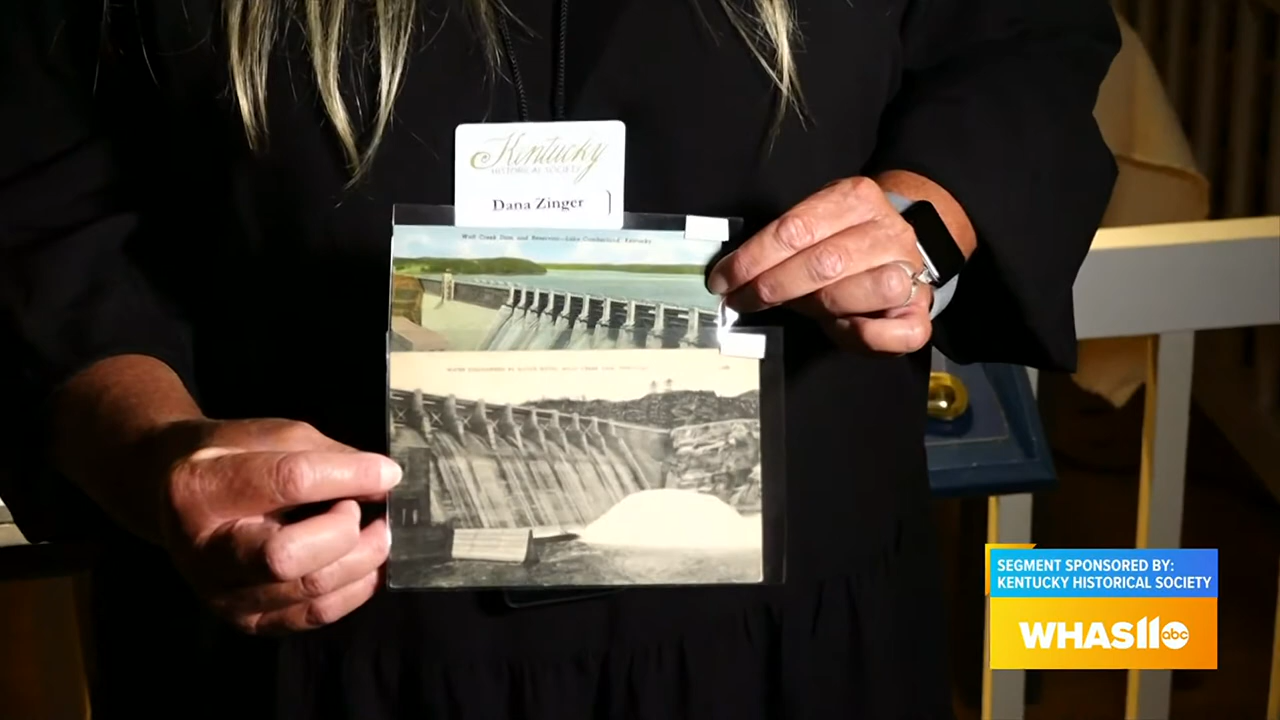 Kentucky
HISTORICAL SOCIETY
Dana Zinger
Wolf Creek Dam and Reservoir—Lake Cumberland, Kentucky
SEGMENT SPONSORED BY:
KENTUCKY HISTORICAL SOCIETY
WHAS11 abc